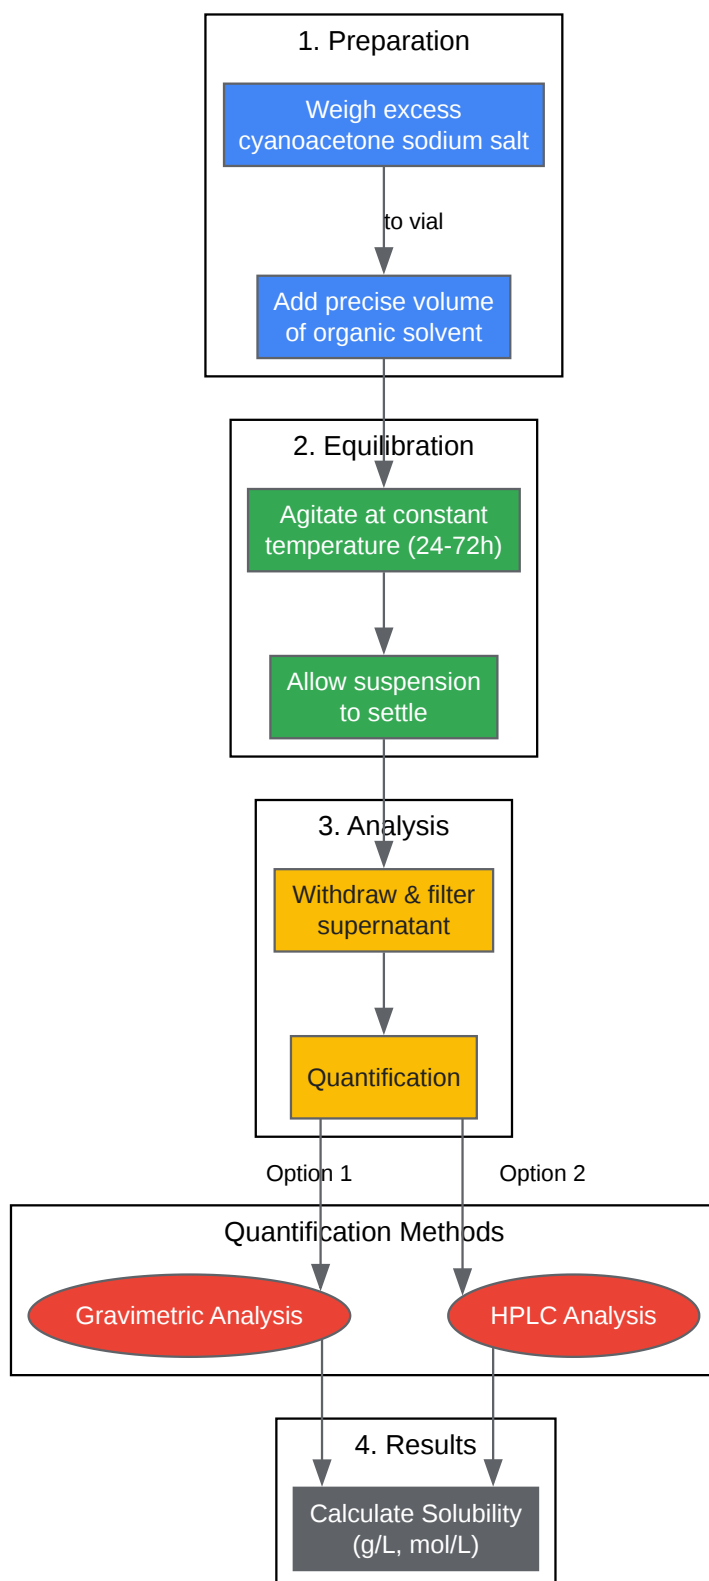 1. Preparation
Weigh excess
cyanoacetone sodium salt
to vial
Add precise volume
of organic solvent
2. Equilibration
Agitate at constant
temperature (24-72h)
Allow suspension
to settle
3. Analysis
Withdraw & filter
supernatant
Quantification
Option 1
Option 2
Quantification Methods
Gravimetric Analysis
HPLC Analysis
4. Results
Calculate Solubility
(g/L, mol/L)